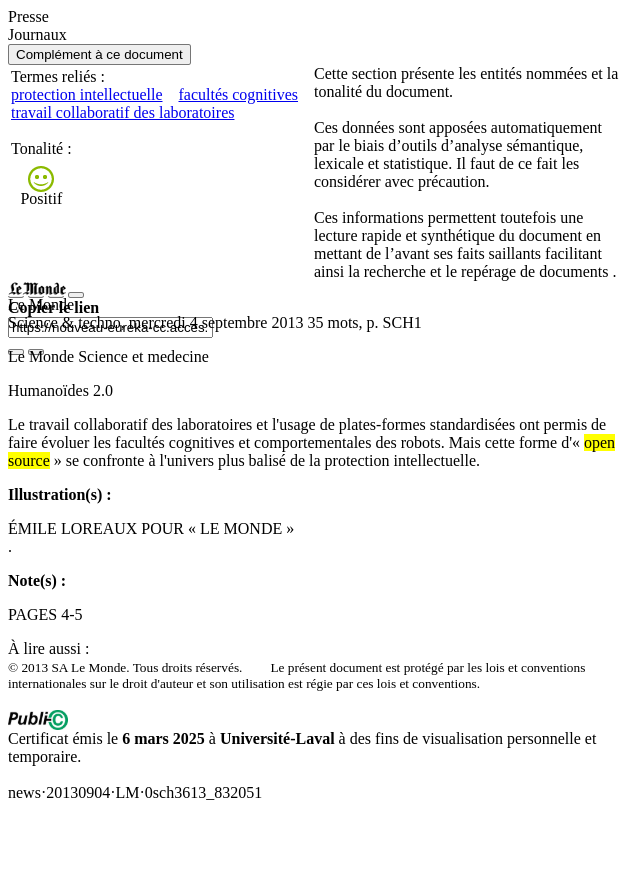 Presse
Journaux
Complément à ce document
Termes reliés :
protection intellectuelle facultés cognitives
travail collaboratif des laboratoires
Tonalité :
Positif
Cette section présente les entités nommées et la
tonalité du document.
Ces données sont apposées automatiquement
par le biais d’outils d’analyse sémantique,
lexicale et statistique. Il faut de ce fait les
considérer avec précaution.
Ces informations permettent toutefois une
lecture rapide et synthétique du document en
mettant de l’avant ses faits saillants facilitant
ainsi la recherche et le repérage de documents .
Le Monde
Le Monde
Copier le lien
Science & techno, mercredi 4 septembre 2013 35 mots, p. SCH1
https://nouveau-eureka-cc.acces.
Le Monde Science et medecine
Humanoïdes 2.0
Le travail collaboratif des laboratoires et l'usage de plates-formes standardisées ont permis de
faire évoluer les facultés cognitives et comportementales des robots. Mais cette forme d'« open
source » se confronte à l'univers plus balisé de la protection intellectuelle.
Illustration(s) :
ÉMILE LOREAUX POUR « LE MONDE »
.
Note(s) :
PAGES 4-5
À lire aussi :
© 2013 SA Le Monde. Tous droits réservés. Le présent document est protégé par les lois et conventions
internationales sur le droit d'auteur et son utilisation est régie par ces lois et conventions.
Publi-©
Certificat émis le 6 mars 2025 à Université-Laval à des fins de visualisation personnelle et
temporaire.
news·20130904·LM·0sch3613_832051